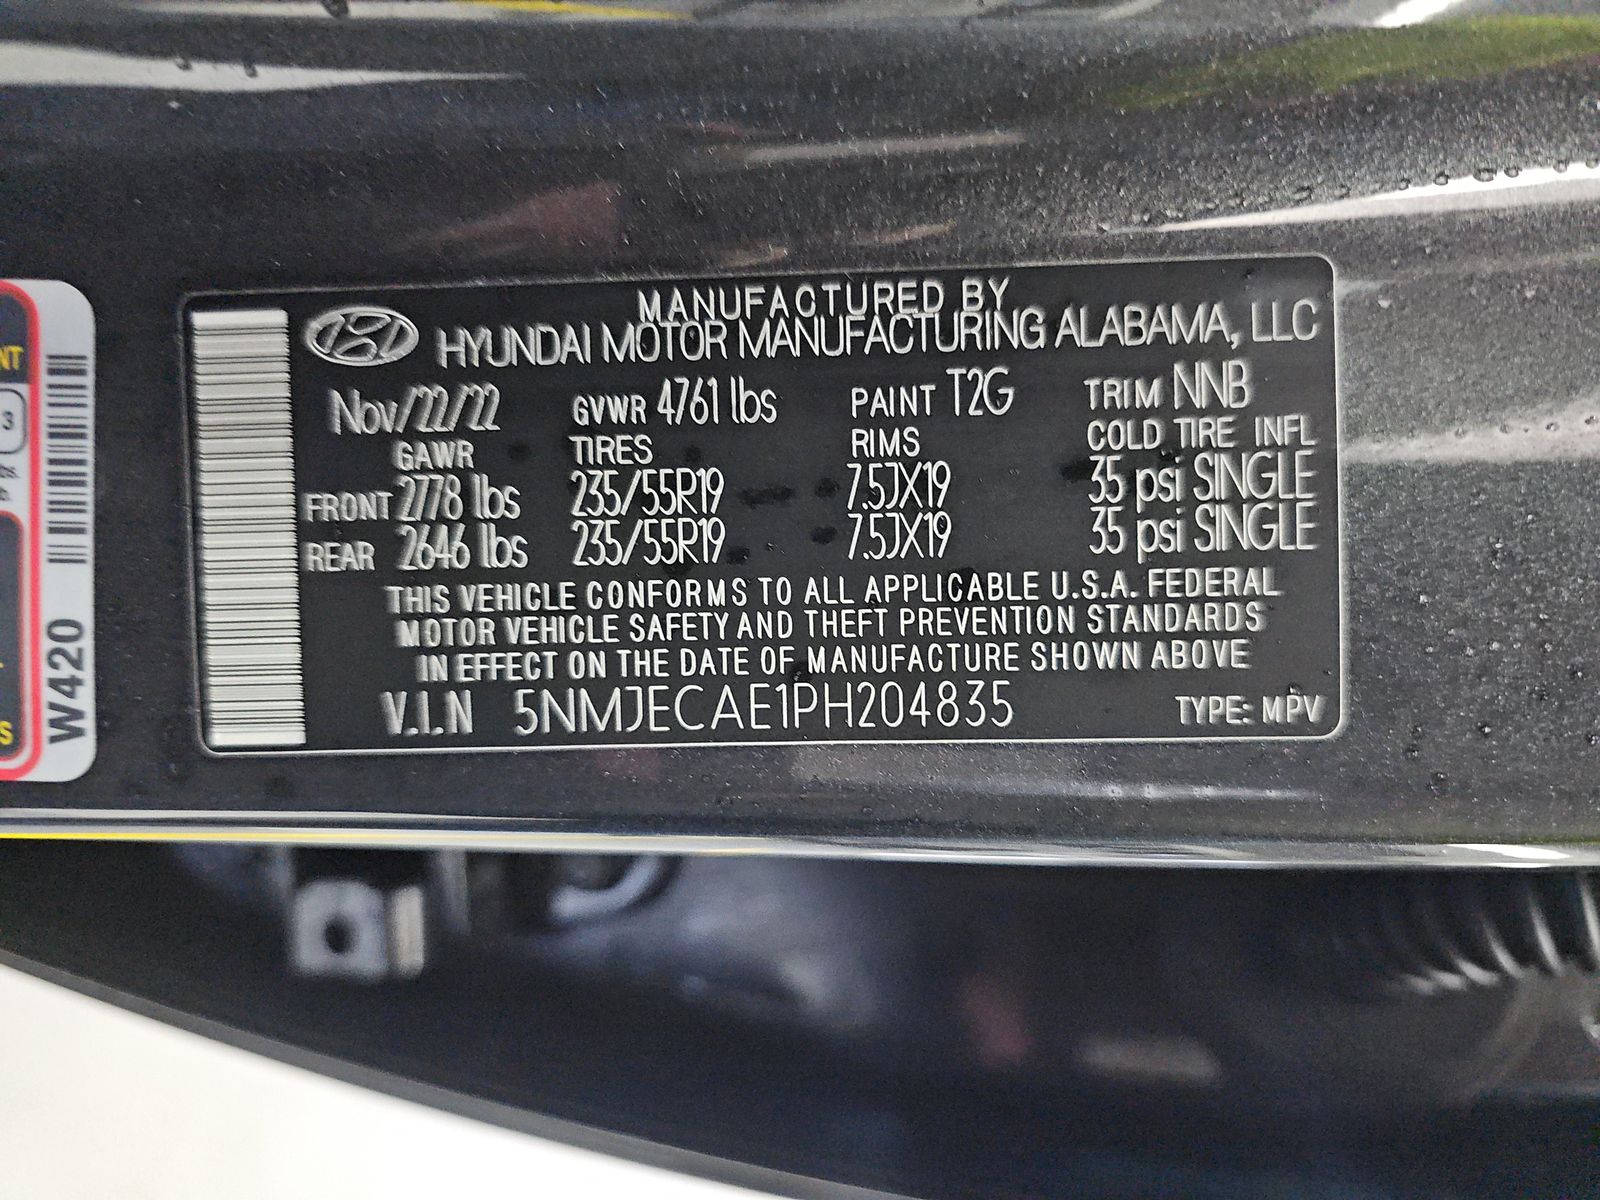 MANUFACTURED BY
HYUNDAI MOTOR MANUFACTURING ALABAMA, LLC
Nov/22/22 GVWR 4761 lbs PAINT T2G TRIM NNB
GAWR TIRES RIMS COLD TIRE INFL
FRONT 2778 lbs 235/55R19 7.5JX19 35 psi SINGLE
REAR 2646 lbs 235/55R19 7.5JX19 35 psi SINGLE
THIS VEHICLE CONFORMS TO ALL APPLICABLE U.S.A. FEDERAL
MOTOR VEHICLE SAFETY AND THEFT PREVENTION STANDARDS
IN EFFECT ON THE DATE OF MANUFACTURE SHOWN ABOVE
V.I.N 5NMJECAE1PH204835 TYPE: MPV
W420
NT
3
S